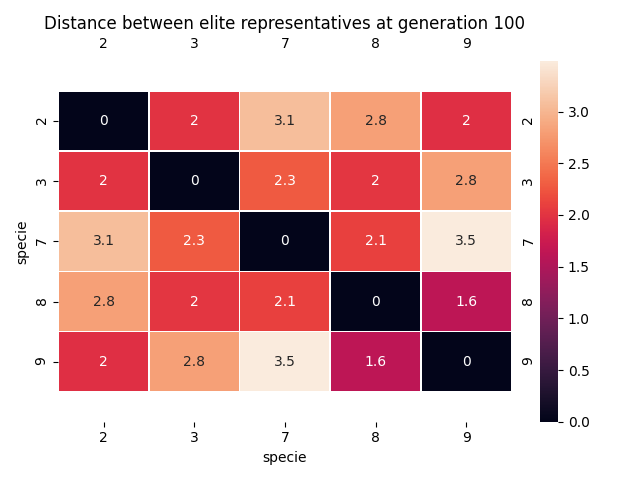 Distance between elite representatives at generation 100
2 3 7 8 9
2 0 2 3.1 2.8 2 2
3 2 0 2.3 2 2.8 3
7 3.1 2.3 0 2.1 3.5 7
8 2.8 2 2.1 0 1.6 8
9 2 2.8 3.5 1.6 0 9
2 3 7 8 9
specie
specie
3.0
2.5
2.0
1.5
1.0
0.5
0.0